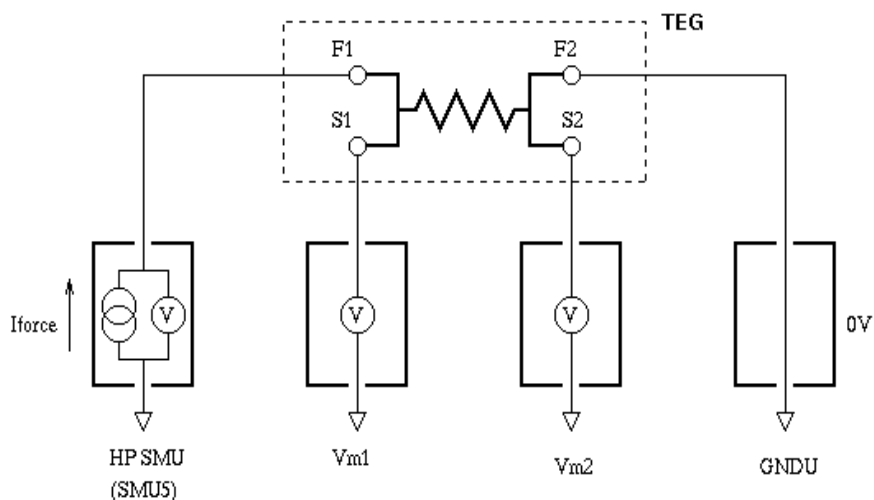 TEG
F1
F2
S1
S2
Iforce
V
V
V
0V
HP SMU
(SMU5)
Vm1
Vm2
GNDU